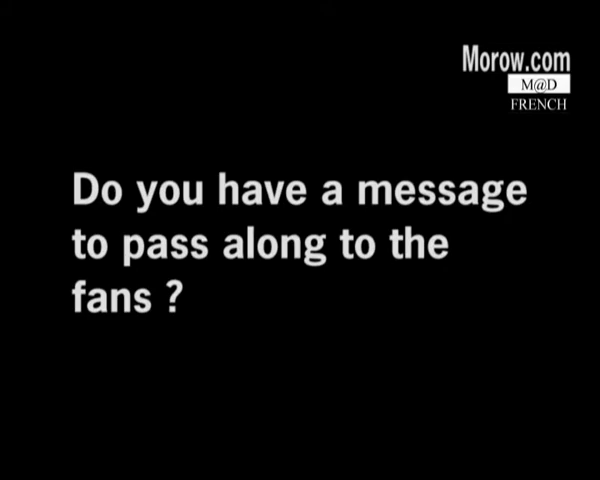 Morow.com
M@D
FRENCH
Do you have a message
to pass along to the
fans ?